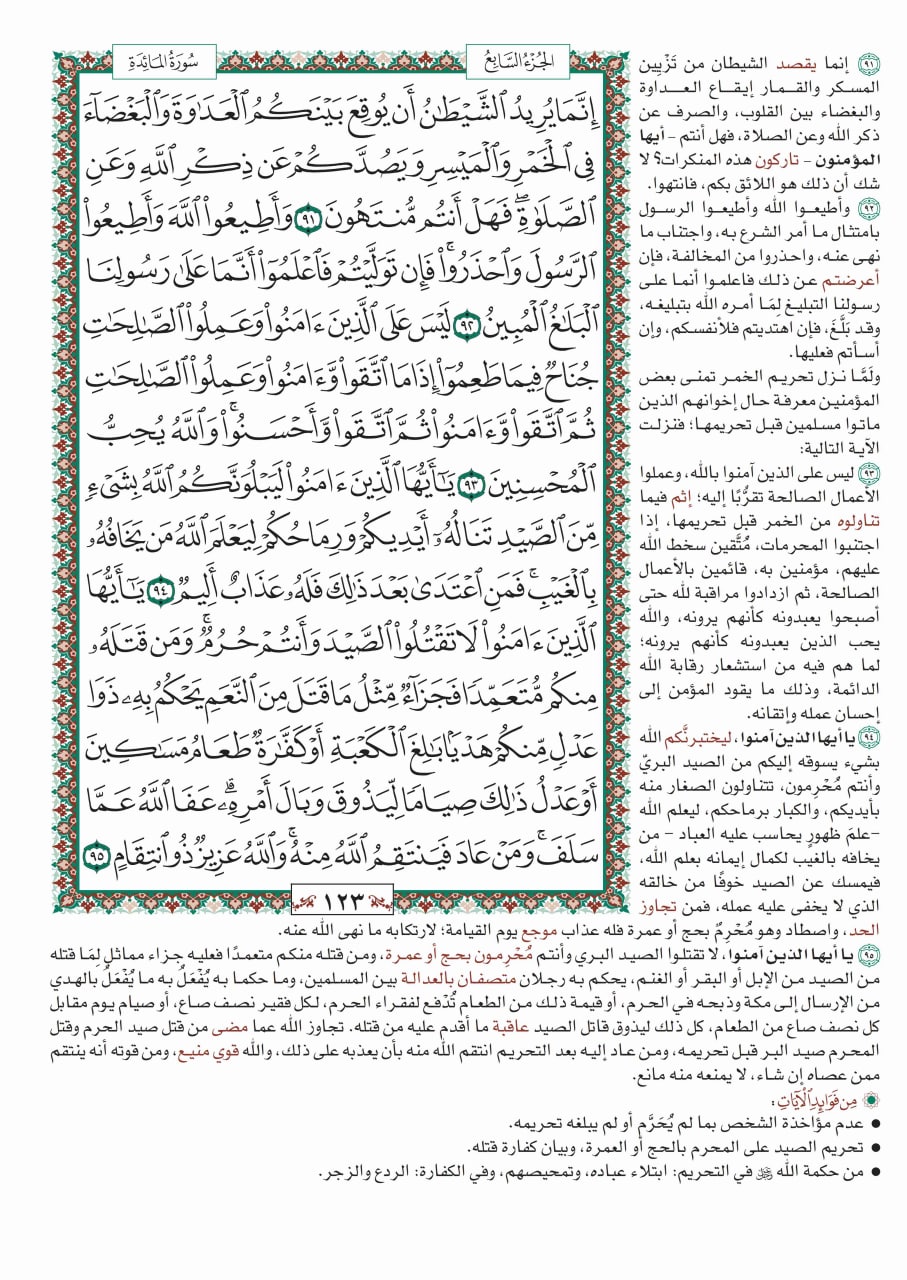 الجُزْءُ السَّابِعُ
سُورَةُ المَائِدَةِ
إِنَّمَا يُرِيدُ ٱلشَّيْطَٰنُ أَن يُوقِعَ بَيْنَكُمُ ٱلْعَدَٰوَةَ وَٱلْبَغْضَآءَ
فِى ٱلْخَمْرِ وَٱلْمَيْسِرِ وَيَصُدَّكُمْ عَن ذِكْرِ ٱللَّهِ وَعَنِ
ٱلصَّلَوٰةِۖ فَهَلْ أَنتُم مُّنتَهُونَ ٩١ وَأَطِيعُوا۟ ٱللَّهَ وَأَطِيعُوا۟
ٱلرَّسُولَ وَٱحْذَرُوا۟ۚ فَإِن تَوَلَّيْتُمْ فَٱعْلَمُوٓا۟ أَنَّمَا عَلَىٰ رَسُولِنَا
ٱلْبَلَٰغُ ٱلْمُبِينُ ٩٢ لَيْسَ عَلَى ٱلَّذِينَ ءَامَنُوا۟ وَعَمِلُوا۟ ٱلصَّٰلِحَٰتِ
جُنَاحٌ فِيمَا طَعِمُوٓا۟ إِذَا مَا ٱتَّقَوا۟ وَّءَامَنُوا۟ وَعَمِلُوا۟ ٱلصَّٰلِحَٰتِ
ثُمَّ ٱتَّقَوا۟ وَّءَامَنُوا۟ ثُمَّ ٱتَّقَوا۟ وَّأَحْسَنُوا۟ۗ وَٱللَّهُ يُحِبُّ
ٱلْمُحْسِنِينَ ٩٣ يَٰٓأَيُّهَا ٱلَّذِينَ ءَامَنُوا۟ لَيَبْلُوَنَّكُمُ ٱللَّهُ بِشَىْءٍ
مِّنَ ٱلصَّيْدِ تَنَالُهُۥٓ أَيْدِيكُمْ وَرِمَاحُكُمْ لِيَعْلَمَ ٱللَّهُ مَن يَخَافُهُۥ
بِٱلْغَيْبِۚ فَمَنِ ٱعْتَدَىٰ بَعْدَ ذَٰلِكَ فَلَهُۥ عَذَابٌ أَلِيمٌ ٩٤ يَٰٓأَيُّهَا
ٱلَّذِينَ ءَامَنُوا۟ لَا تَقْتُلُوا۟ ٱلصَّيْدَ وَأَنتُمْ حُرُمٌۚ وَمَن قَتَلَهُۥ
مِنكُم مُّتَعَمِّدًا فَجَزَآءٌ مِّثْلُ مَا قَتَلَ مِنَ ٱلنَّعَمِ يَحْكُمُ بِهِۦ ذَوَا
عَدْلٍ مِّنكُمْ هَدْيًۢا بَٰلِغَ ٱلْكَعْبَةِ أَوْ كَفَّٰرَةٌ طَعَامُ مَسَٰكِينَ
أَوْ عَدْلُ ذَٰلِكَ صِيَامًا لِّيَذُوقَ وَبَالَ أَمْرِهِۦۗ عَفَا ٱللَّهُ عَمَّا
سَلَفَۚ وَمَنْ عَادَ فَيَنتَقِمُ ٱللَّهُ مِنْهُۚ وَٱللَّهُ عَزِيزٌ ذُو ٱنتِقَامٍ ٩٥
١٢٣
٩١ إنما يقصد الشيطان من تَزْيِين
المسكر والقمار إيقاع العداوة
والبغضاء بين القلوب، والصرف عن
ذكر الله وعن الصلاة، فهل أنتم – أيها
المؤمنون – تاركون هذه المنكرات؟ لا
شك أن ذلك هو اللائق بكم، فانتهوا.
٩٢ وأطيعوا الله وأطيعوا الرسول
بامتثال ما أمر الشرع به، واجتناب ما
نهى عنه، واحذروا من المخالفة، فإن
أعرضتم عن ذلك فاعلموا أنما على
رسولنا التبليغ لِمَا أمره الله بتبليغه،
وقد بَلَّغَ، فإن اهتديتم فلأنفسكم، وإن
أسأتم فعليها.
ولَمَّا نزل تحريم الخمر تمنى بعض
المؤمنين معرفة حال إخوانهم الذين
ماتوا مسلمين قبل تحريمها؛ فنزلت
الآية التالية:
٩٣ ليس على الذين آمنوا بالله، وعملوا
الأعمال الصالحة تقرُّبًا إليه؛ إثم فيما
تناولوه من الخمر قبل تحريمها، إذا
اجتنبوا المحرمات، مُتَّقين سخط الله
عليهم، مؤمنين به، قائمين بالأعمال
الصالحة، ثم ازدادوا مراقبة لله حتى
أصبحوا يعبدونه كأنهم يرونه، والله
يحب الذين يعبدونه كأنهم يرونه؛
لما هم فيه من استشعار رقابة الله
الدائمة، وذلك ما يقود المؤمن إلى
إحسان عمله وإتقانه.
٩٤ يا أيها الذين آمنوا، ليختبرنَّكم الله
بشيء يسوقه إليكم من الصيد البريّ
وأنتم مُحْرِمون، تتناولون الصغار منه
بأيديكم، والكبار برماحكم، ليعلم الله
–علمَ ظهورٍ يحاسب عليه العباد – من
يخافه بالغيب لكمال إيمانه بعلم الله،
فيمسك عن الصيد خوفًا من خالقه
الذي لا يخفى عليه عمله، فمن تجاوز
الحد، واصطاد وهو مُحْرِمٌ بحج أو عمرة فله عذاب موجع يوم القيامة؛ لارتكابه ما نهى الله عنه.
٩٥ يا أيها الذين آمنوا، لا تقتلوا الصيد البري وأنتم مُحْرِمون بحج أو عمرة، ومن قتله منكم متعمدًا فعليه جزاء مماثل لِمَا قتله
من الصيد من الإبل أو البقر أو الغنم، يحكم به رجلان متصفان بالعدالة بين المسلمين، وما حكما به يُفْعَلُ به ما يُفْعَلُ بالهدي
من الإرسال إلى مكة وذبحه في الحرم، أو قيمة ذلك من الطعام تُدْفع لفقراء الحرم، لكل فقير نصف صاع، أو صيام يوم مقابل
كل نصف صاع من الطعام، كل ذلك ليذوق قاتل الصيد عاقبة ما أقدم عليه من قتله. تجاوز الله عما مضى من قتل صيد الحرم وقتل
المحرم صيد البر قبل تحريمه، ومن عاد إليه بعد التحريم انتقم الله منه بأن يعذبه على ذلك، والله قوي منيع، ومن قوته أنه ينتقم
ممن عصاه إن شاء، لا يمنعه منه مانع.
مِن فَوَائِدِ الآيَاتِ:
● عدم مؤاخذة الشخص بما لم يُحَرَّم أو لم يبلغه تحريمه.
● تحريم الصيد على المحرم بالحج أو العمرة، وبيان كفارة قتله.
● من حكمة الله ﷻ في التحريم: ابتلاء عباده، وتمحيصهم، وفي الكفارة: الردع والزجر.